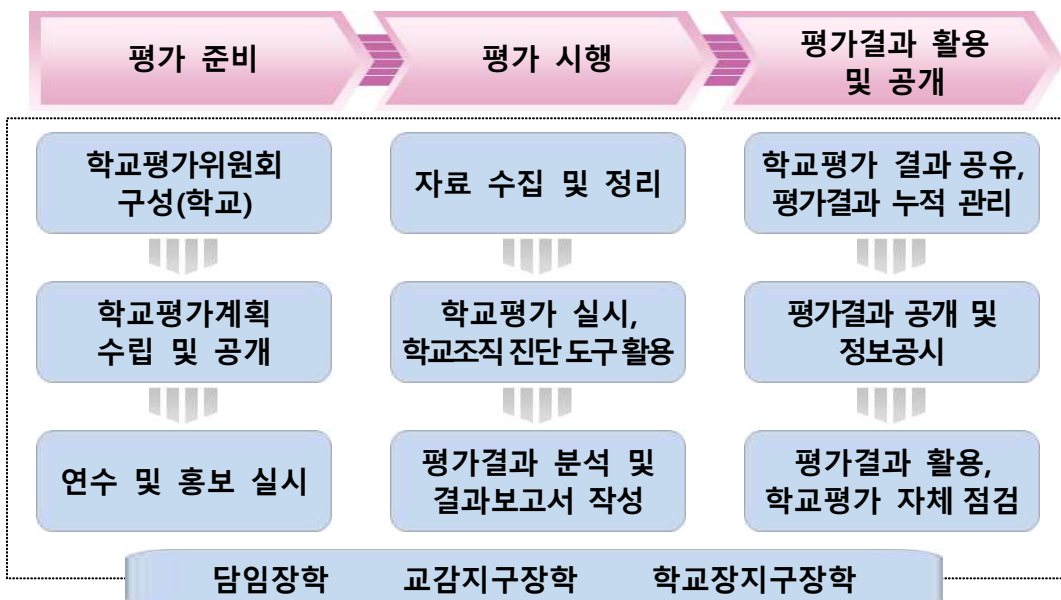 평가 준비
평가 시행
평가결과 활용
및 공개
학교평가위원회
구성(학교)
학교평가계획
수립 및 공개
연수 및 홍보 실시
자료 수집 및 정리
학교평가 실시,
학교조직 진단 도구 활용
평가결과 분석 및
결과보고서 작성
학교평가 결과 공유,
평가결과 누적 관리
평가결과 공개 및
정보공시
평가결과 활용,
학교평가 자체 점검
담임장학 교감지구장학 학교장지구장학